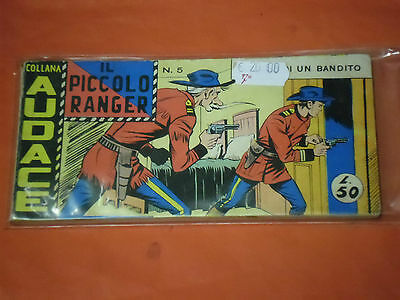 COLLANA
AUDACE
IL
PICCOLO
RANGER
N. 5
UN BANDITO
L.
50